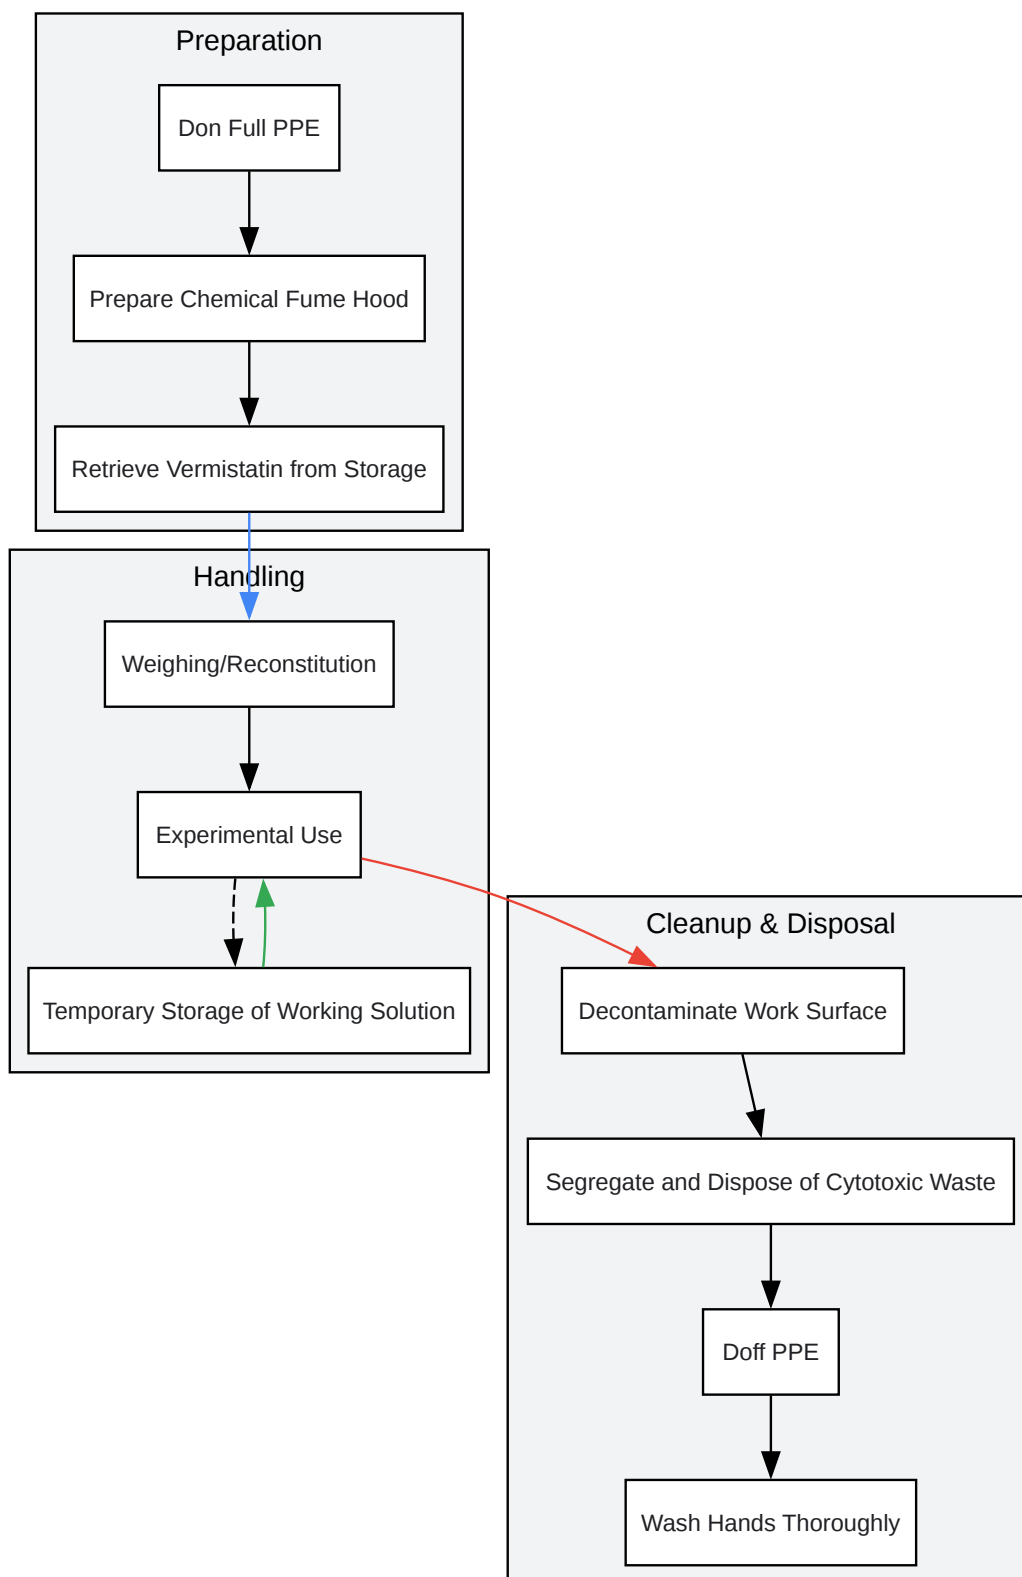 Preparation
Don Full PPE
Prepare Chemical Fume Hood
Retrieve Vermistatin from Storage
Handling
Weighing/Reconstitution
Experimental Use
Temporary Storage of Working Solution
Cleanup & Disposal
Decontaminate Work Surface
Segregate and Dispose of Cytotoxic Waste
Doff PPE
Wash Hands Thoroughly